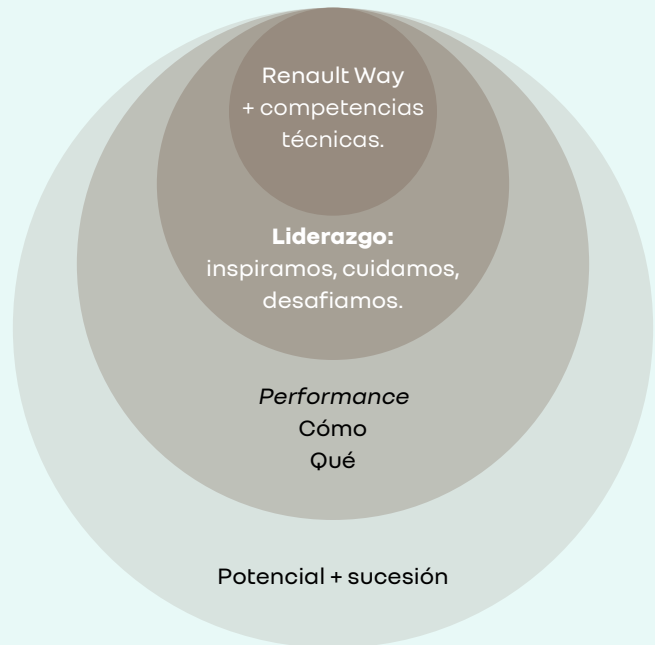 Renault Way
+ competencias
técnicas.
Liderazgo:
inspiramos, cuidamos,
desafiamos.
Performance
Cómo
Qué
Potencial + sucesión